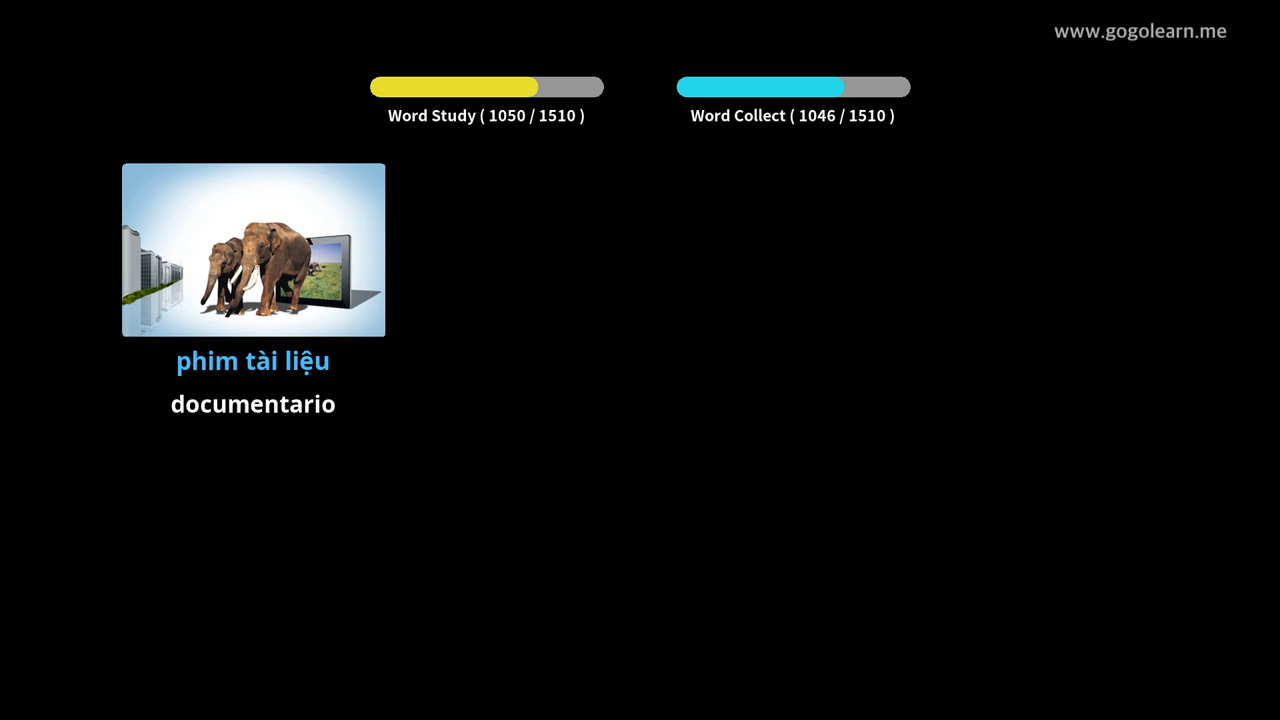 www.gogolearn.me
Word Study ( 1050 / 1510 )
Word Collect ( 1046 / 1510 )
phim tài liệu
documentario